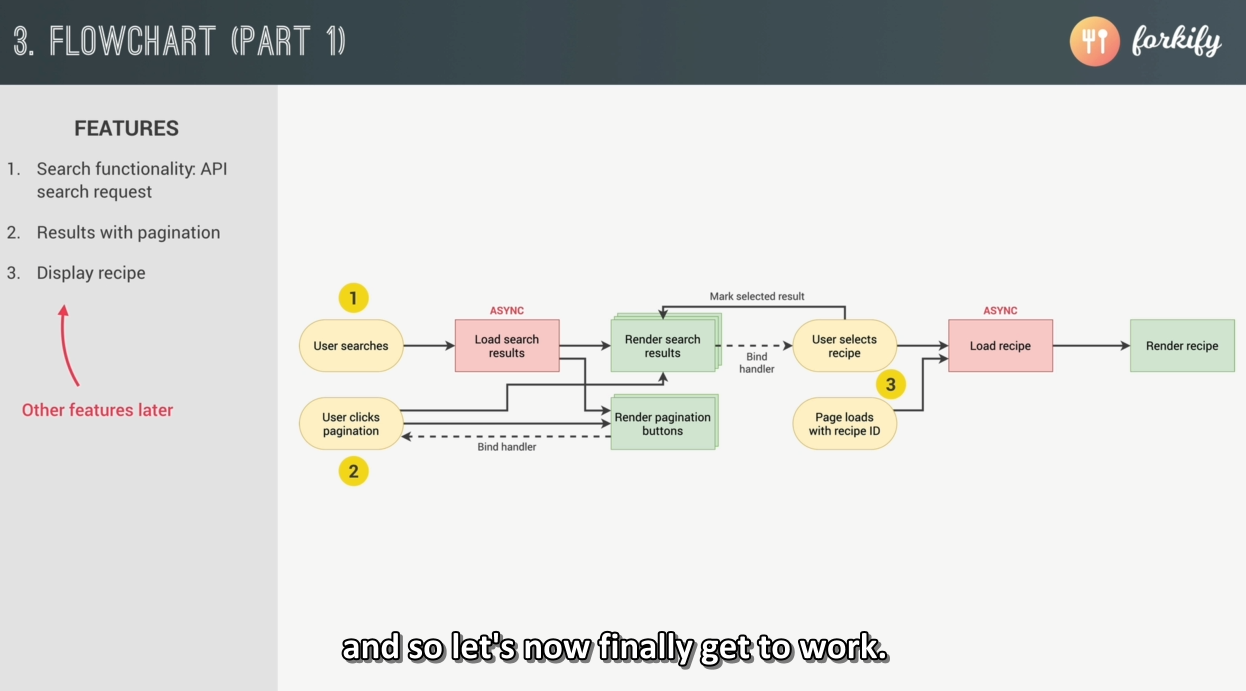 3. FLOWCHART (PART 1)
forkify
FEATURES
1. Search functionality: API
search request
2. Results with pagination
3. Display recipe
Other features later
1
User searches
ASYNC
Load search
results
Render search
results
Mark selected result
Bind
handler
User selects
recipe
ASYNC
Load recipe
Render recipe
3
User clicks
pagination
2
Bind handler
Render pagination
buttons
Page loads
with recipe ID
and so let's now finally get to work.